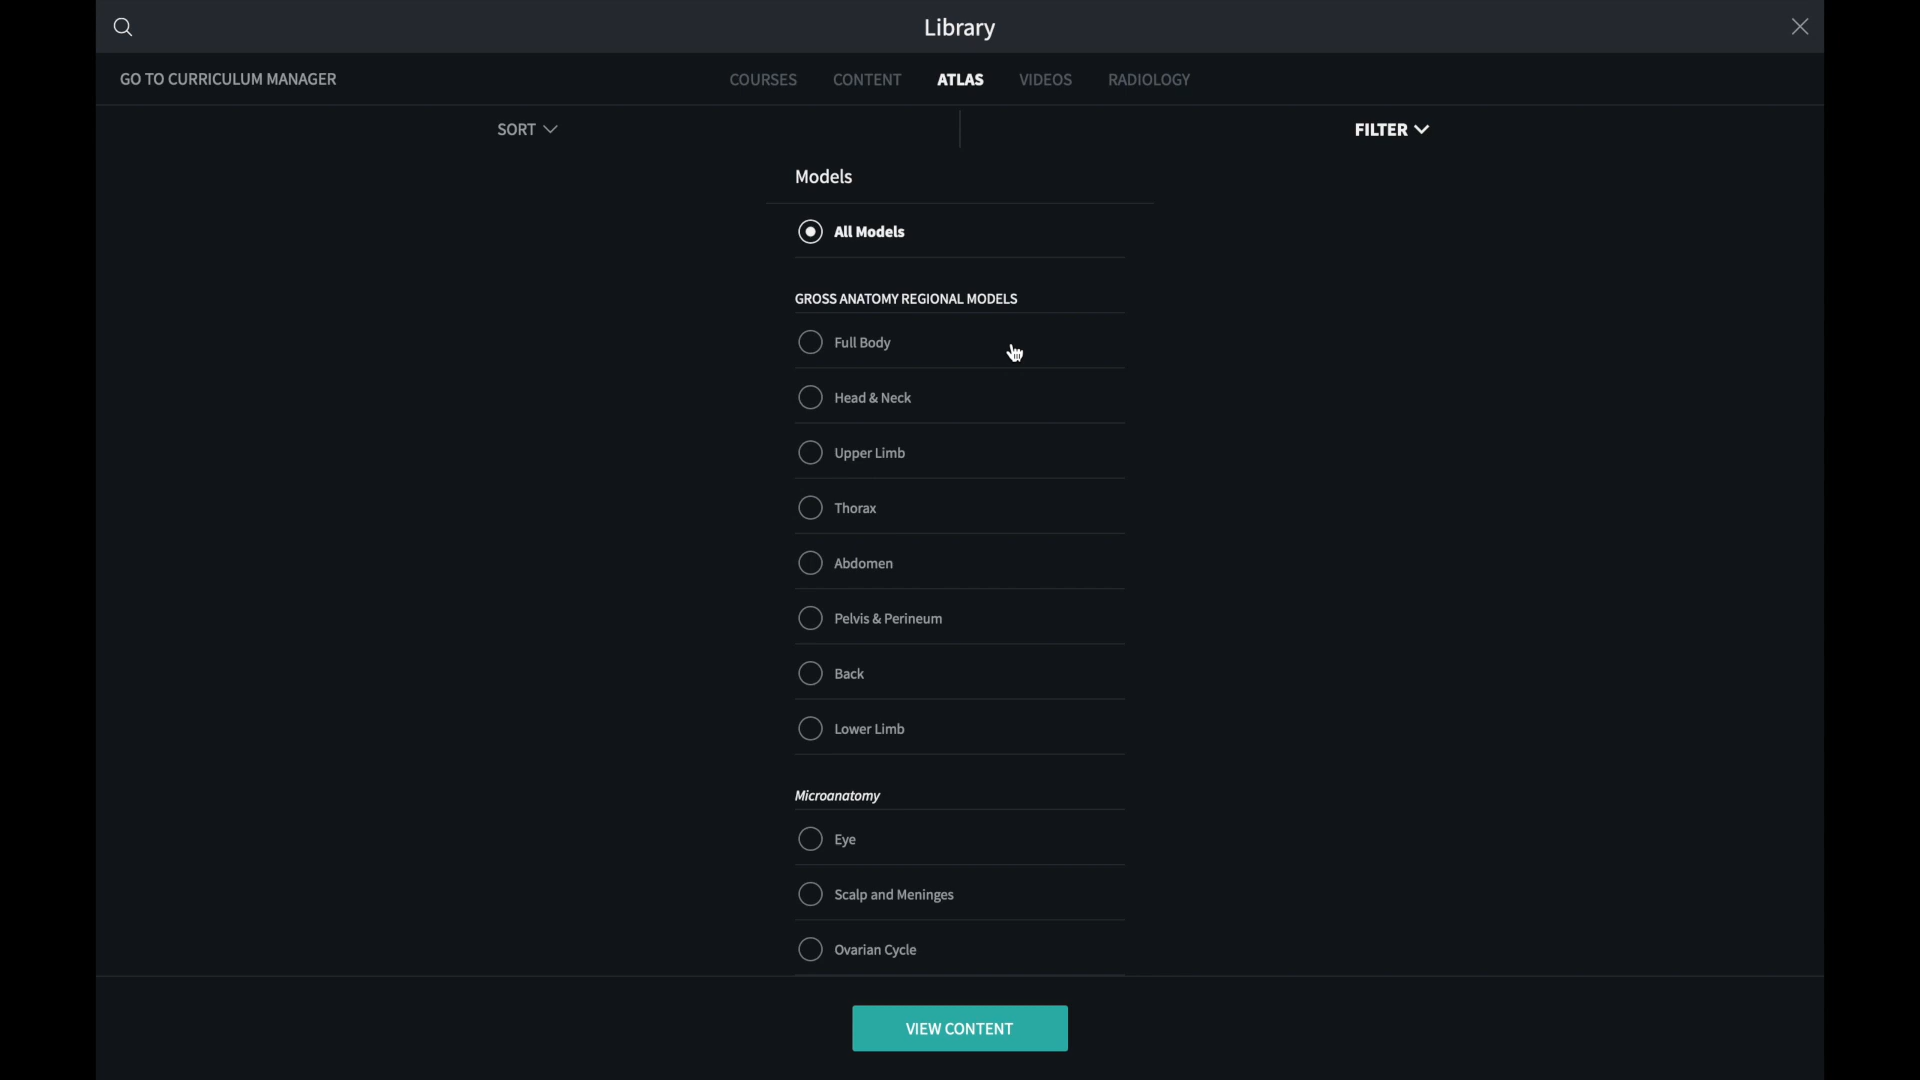 Library
GO TO CURRICULUM MANAGER
COURSES
CONTENT
ATLAS
VIDEOS
RADIOLOGY
SORT
FILTER
Models
All Models
GROSS ANATOMY REGIONAL MODELS
Full Body
Head & Neck
Upper Limb
Thorax
Abdomen
Pelvis & Perineum
Back
Lower Limb
Microanatomy
Eye
Scalp and Meninges
Ovarian Cycle
VIEW CONTENT